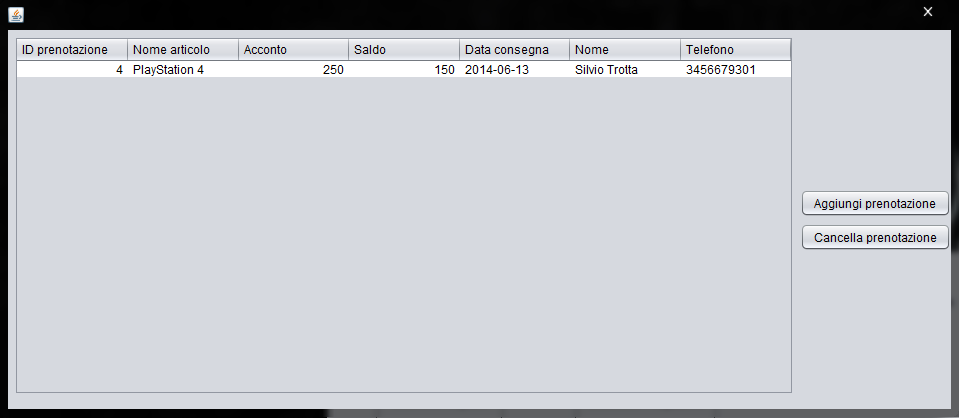 ID prenotazione Nome articolo Acconto Saldo Data consegna Nome Telefono
4 PlayStation 4 250 150 2014-06-13 Silvio Trotta 3456679301
Aggiungi prenotazione
Cancella prenotazione